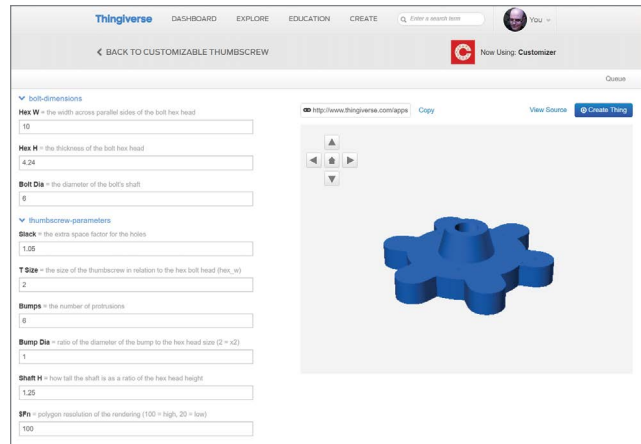 Thingiverse DASHBOARD EXPLORE EDUCATION CREATE Enter a search term You
BACK TO CUSTOMIZABLE THUMBSCREW Now Using: Customizer
Queue
bolt-dimensions
Hex W = the width across parallel sides of the bolt hex head
10
Hex H = the thickness of the bolt hex head
4.24
Bolt Dia = the diameter of the bolt's shaft
6
thumbscrew-parameters
Slack = the extra space factor for the holes
1.05
T Size = the size of the thumbscrew in relation to the hex bolt head (hex_w)
2
Bumps = the number of protrusions
6
Bump Dia = ratio of the diameter of the bump to the hex head size (2 = x2)
1
Shaft H = how tall the shaft is as a ratio of the hex head height
1.25
$Fn = polygon resolution of the rendering (100 = high, 20 = low)
100
http://www.thingiverse.com/apps Copy View Source Create Thing